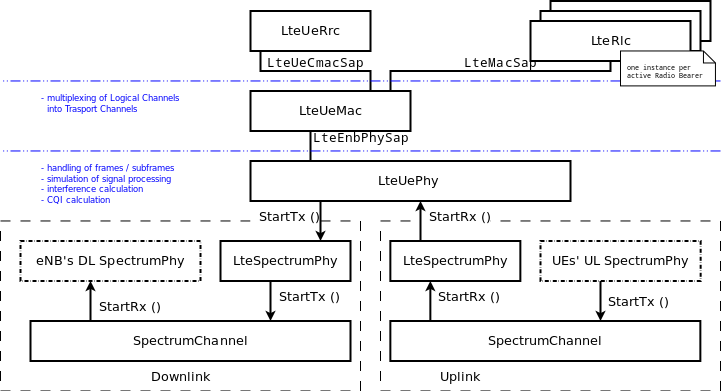 LteUeRrc
LteRlc
LteUeCmacSap
LteMacSap
one instance per
active Radio Bearer
- multiplexing of Logical Channels
into Trasport Channels
LteUeMac
LteEnbPhySap
- handling of frames / subframes
- simulation of signal processing
- interference calculation
- CQI calculation
LteUePhy
StartTx ()
StartRx ()
eNB's DL SpectrumPhy
LteSpectrumPhy
LteSpectrumPhy
UEs' UL SpectrumPhy
StartRx ()
StartTx ()
StartRx ()
StartTx ()
SpectrumChannel
SpectrumChannel
Downlink
Uplink